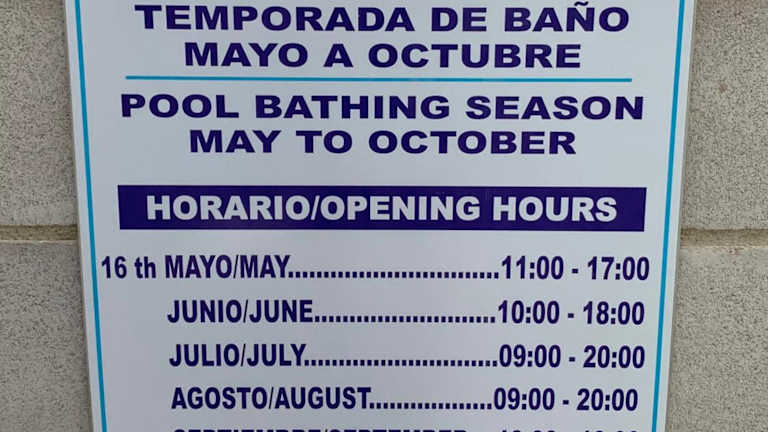 TEMPORADA DE BAÑO
MAYO A OCTUBRE
POOL BATHING SEASON
MAY TO OCTOBER
HORARIO/OPENING HOURS
16 th MAYO/MAY...............................11:00 - 17:00
JUNIO/JUNE..........................10:00 - 18:00
JULIO/JULY............................09:00 - 20:00
AGOSTO/AUGUST..................09:00 - 20:00